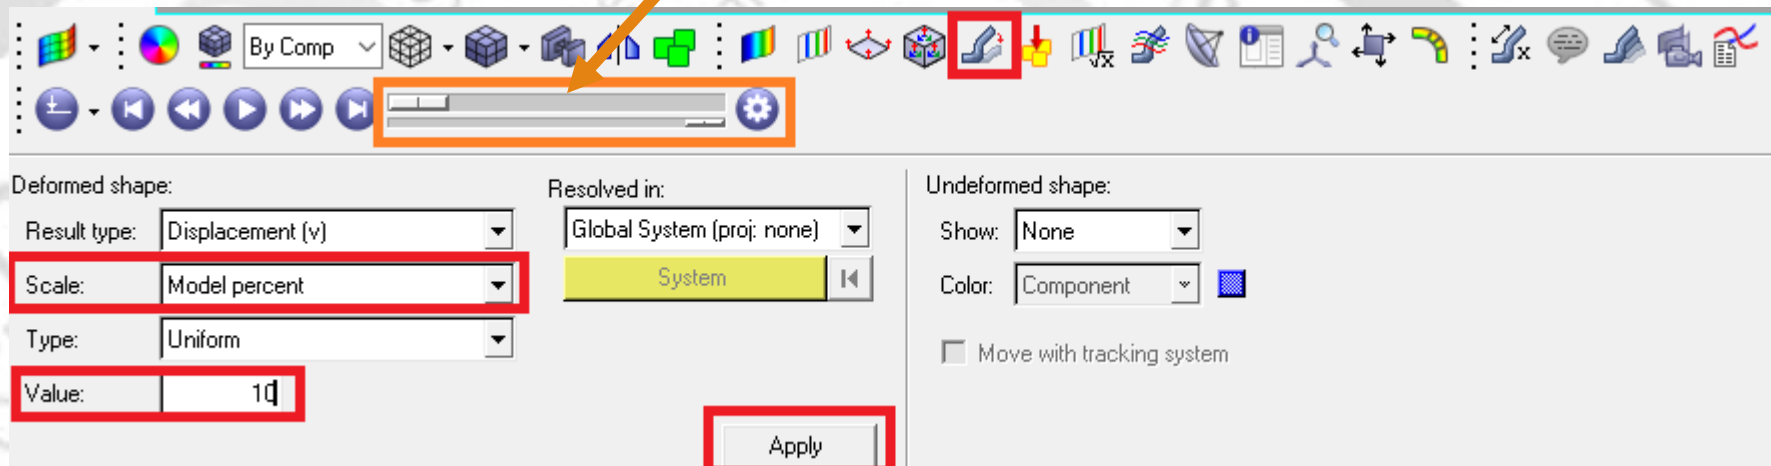 By Comp
Deformed shape:
Resolved in:
Undeformed shape:
Result type: Displacement (v)
Global System (proj: none)
Show: None
Scale: Model percent
System
Color: Component
Type: Uniform
Move with tracking system
Value: 10
Apply